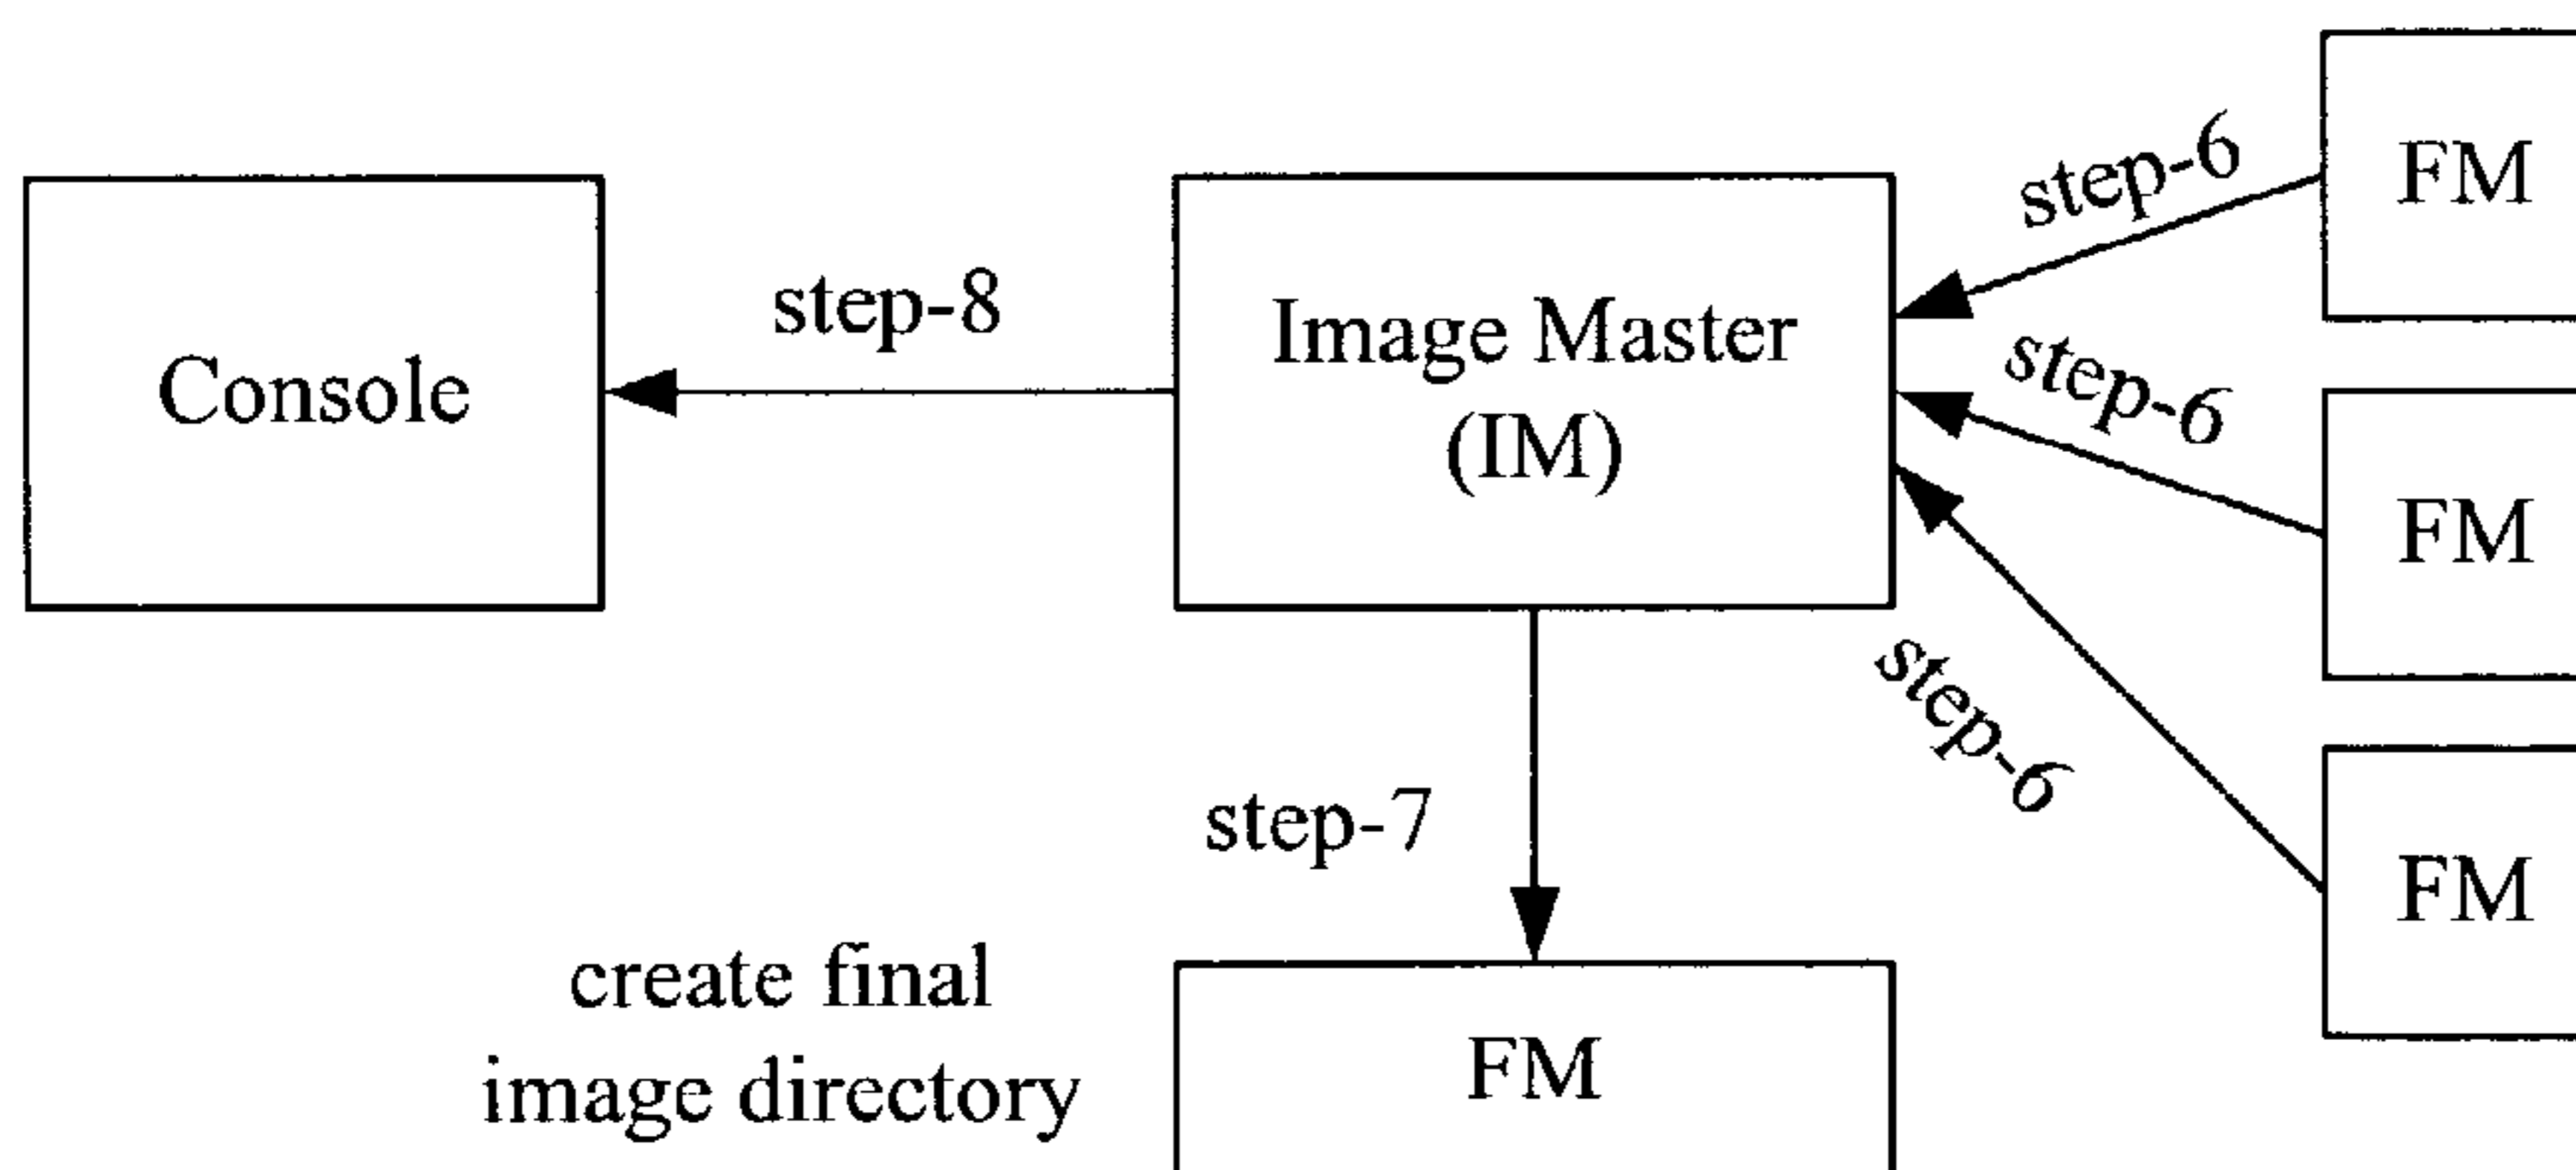 FM
step-6
step-8
Image Master
(IM)
Console
step-6
FM
step-6
step-7
FM
create final
image directory
FM